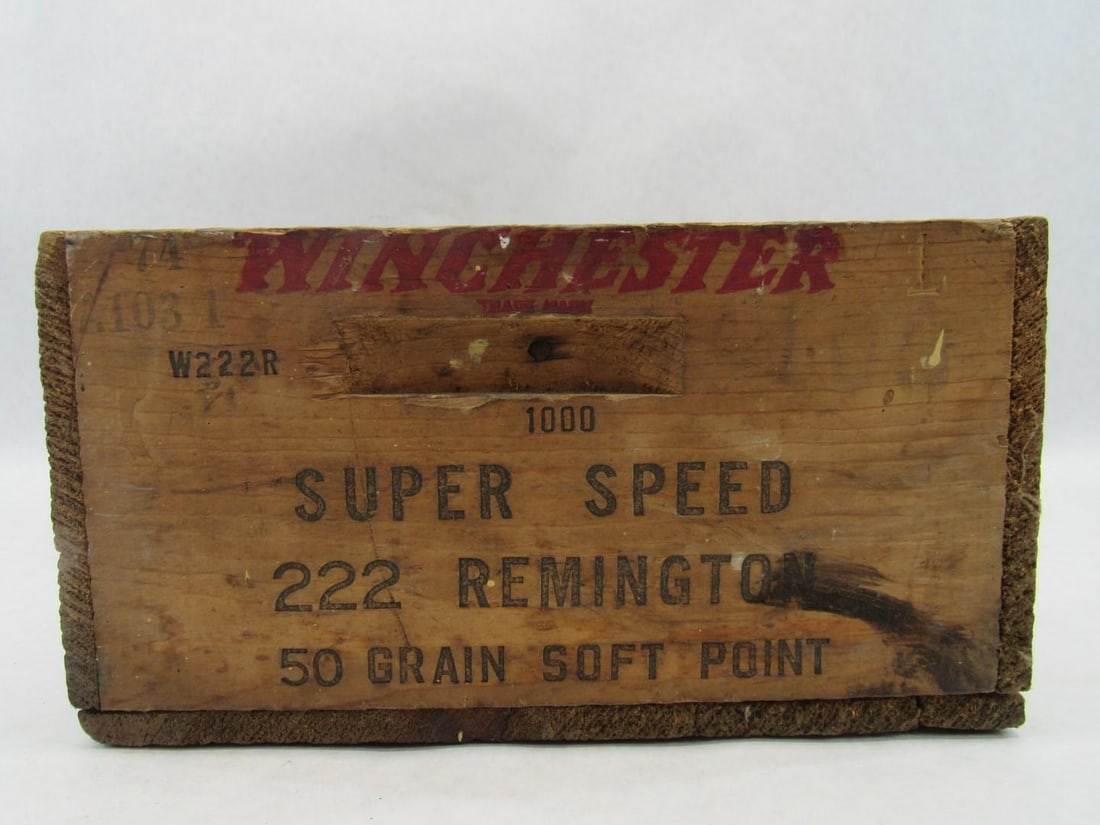 74
WINCHESTER
TRADE MARK
1031
W222R
1000
SUPER SPEED
222 REMINGTON
50 GRAIN SOFT POINT